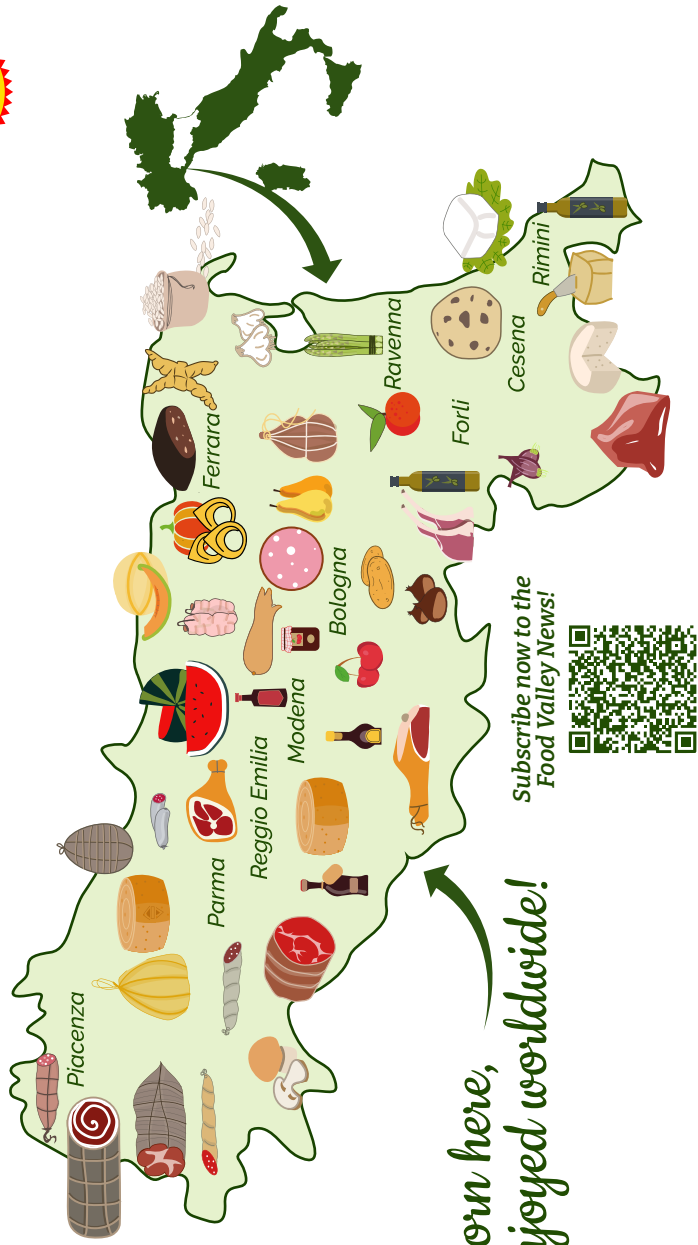 Piacenza
Parma
Reggio Emilia
Modena
Bologna
Ferrara
Ravenna
Forlì
Cesena
Rimini
orn here,
joyed worldwide!
Subscribe now to the
Food Valley News!